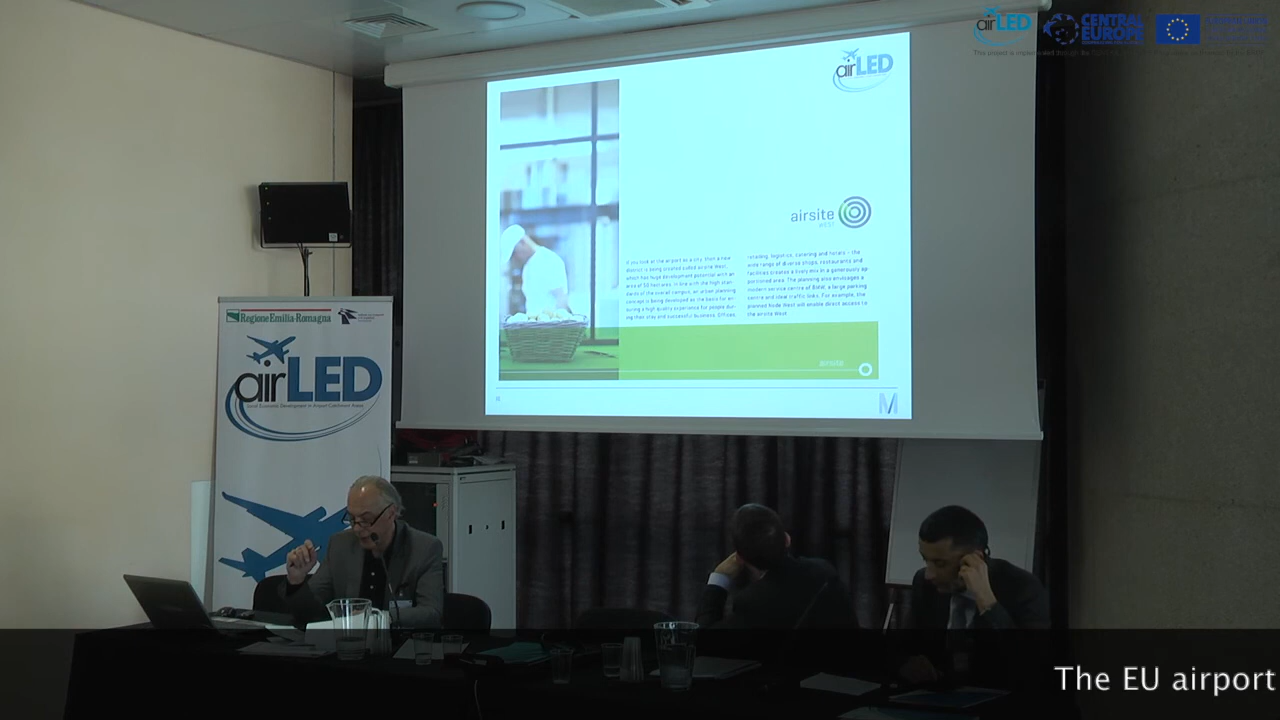 airLED
CENTRAL
EUROPE
airLED
airsite
WEST
If you look at the airport as a city, then a new
district is being created called airsite West,
which has huge development potential with an
area of 50 hectares. In line with the high stan-
dards of the overall campus, an urban planning
concept is being developed as the basis for en-
suring a high quality experience for people dur-
ing their stay and successful business. Offices,
retailing, logistics, catering and hotels – the
wide range of diverse shops, restaurants and
facilities creates a lively mix in a generously ap
portioned area. The planning also envisages a
modern service centre of BMW, a large parking
centre and ideal traffic links. For example, the
planned Node West will enable direct access to
the airsite West.
airsite
M
RegioneEmilia-Romagna
airLED
Social Economic Development in Airport Catchment Areas
The EU airport